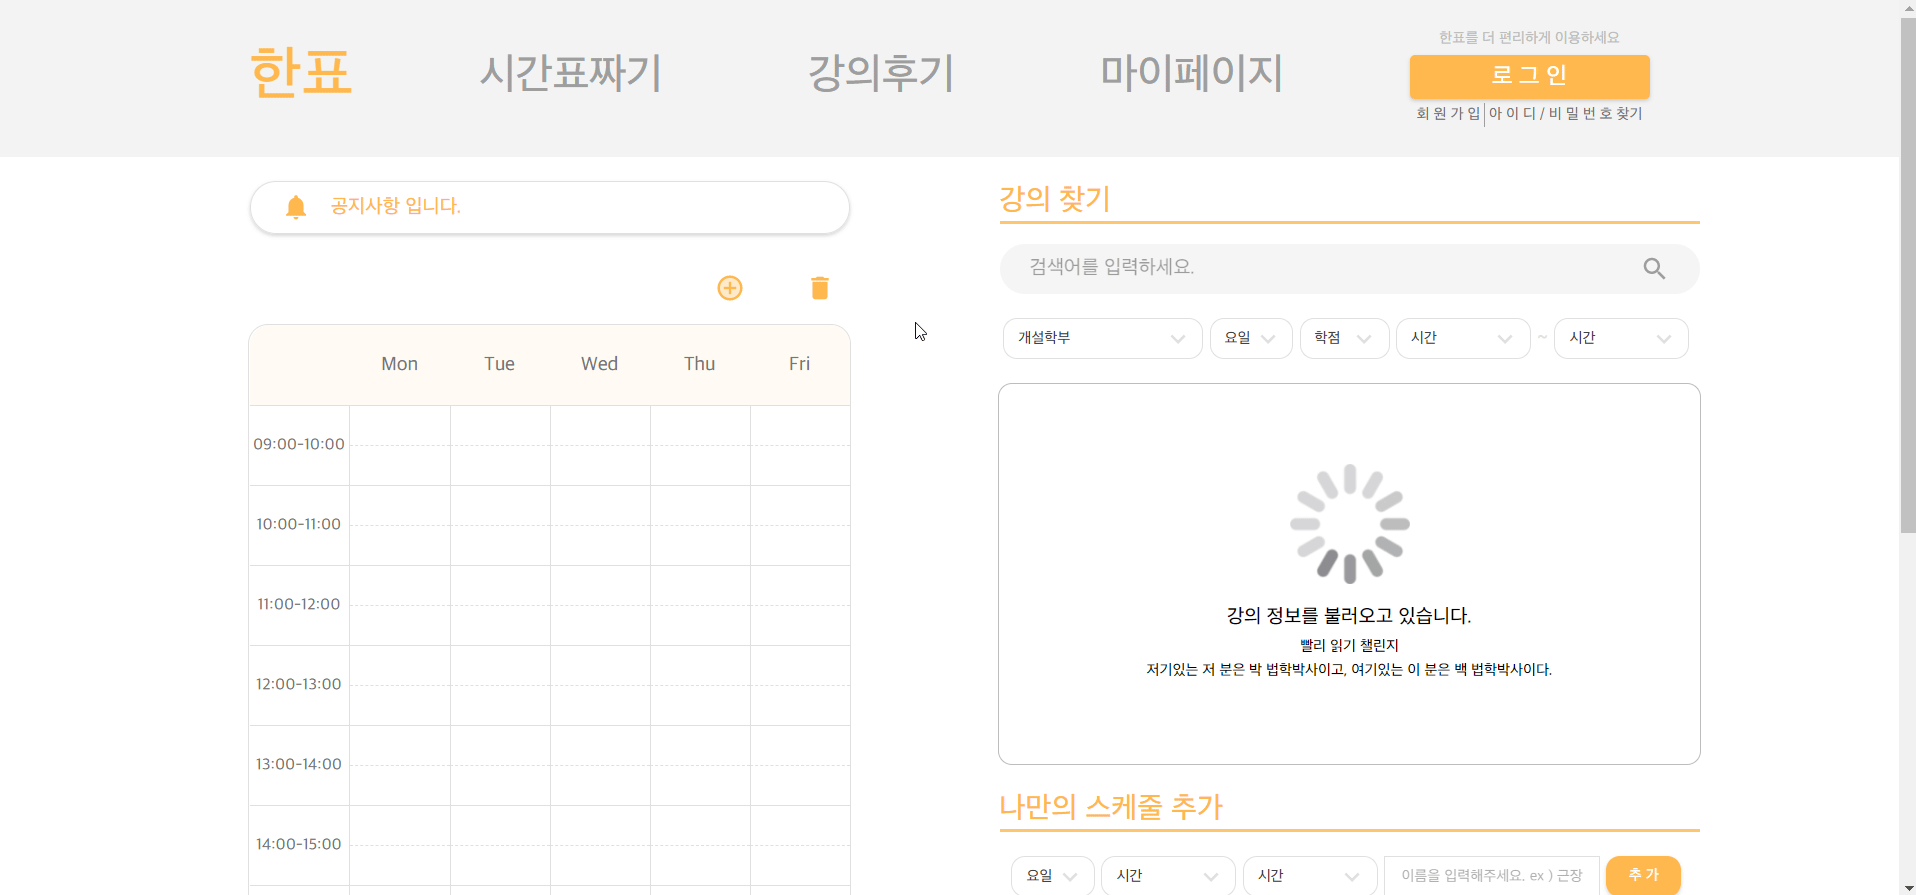 한표
시간표짜기
강의후기
마이페이지
한표를 더 편리하게 이용하세요
로그인
회원가입
아이디/비밀번호찾기
공지사항 입니다.
Mon Tue Wed Thu Fri
09:00-10:00
10:00-11:00
11:00-12:00
12:00-13:00
13:00-14:00
14:00-15:00
강의 찾기
검색어를 입력하세요.
개설학부 요일 학점 시간 ~ 시간
강의 정보를 불러오고 있습니다.
빨리 읽기 챌린지
저기있는 저 분은 박 법학박사이고, 여기있는 이 분은 백 법학박사이다.
나만의 스케줄 추가
요일 시간 시간 이름을 입력해주세요. ex ) 근장 추가